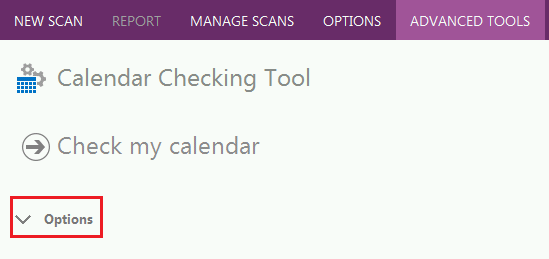 NEW SCAN REPORT MANAGE SCANS OPTIONS ADVANCED TOOLS
Calendar Checking Tool
Check my calendar
Options